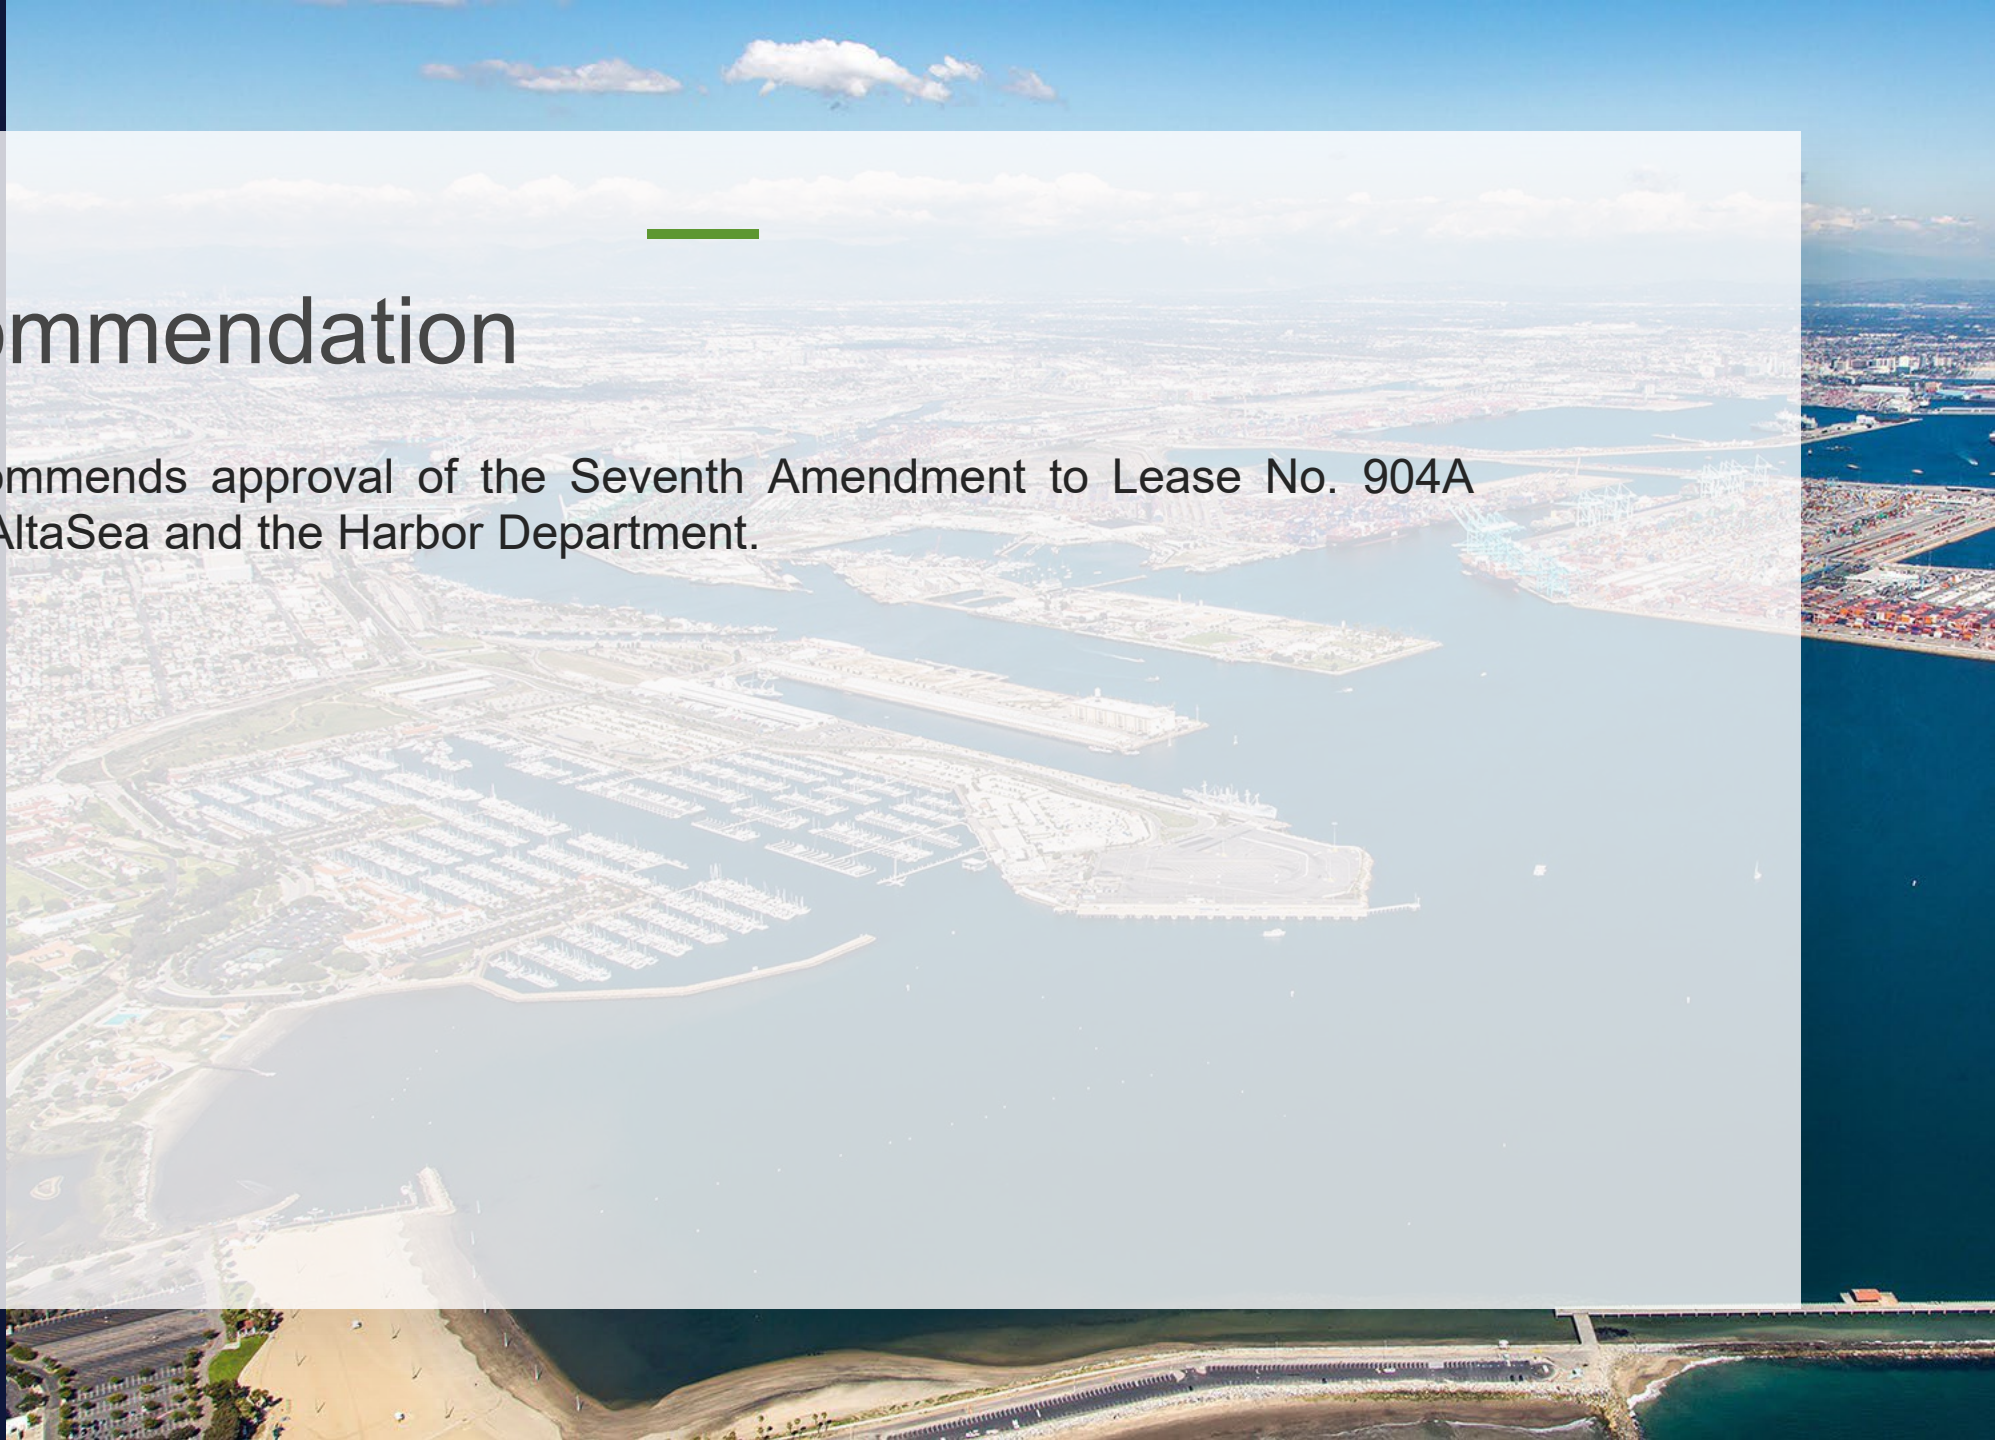 ommendation
ommends approval of the Seventh Amendment to Lease No. 904A
AltaSea and the Harbor Department.